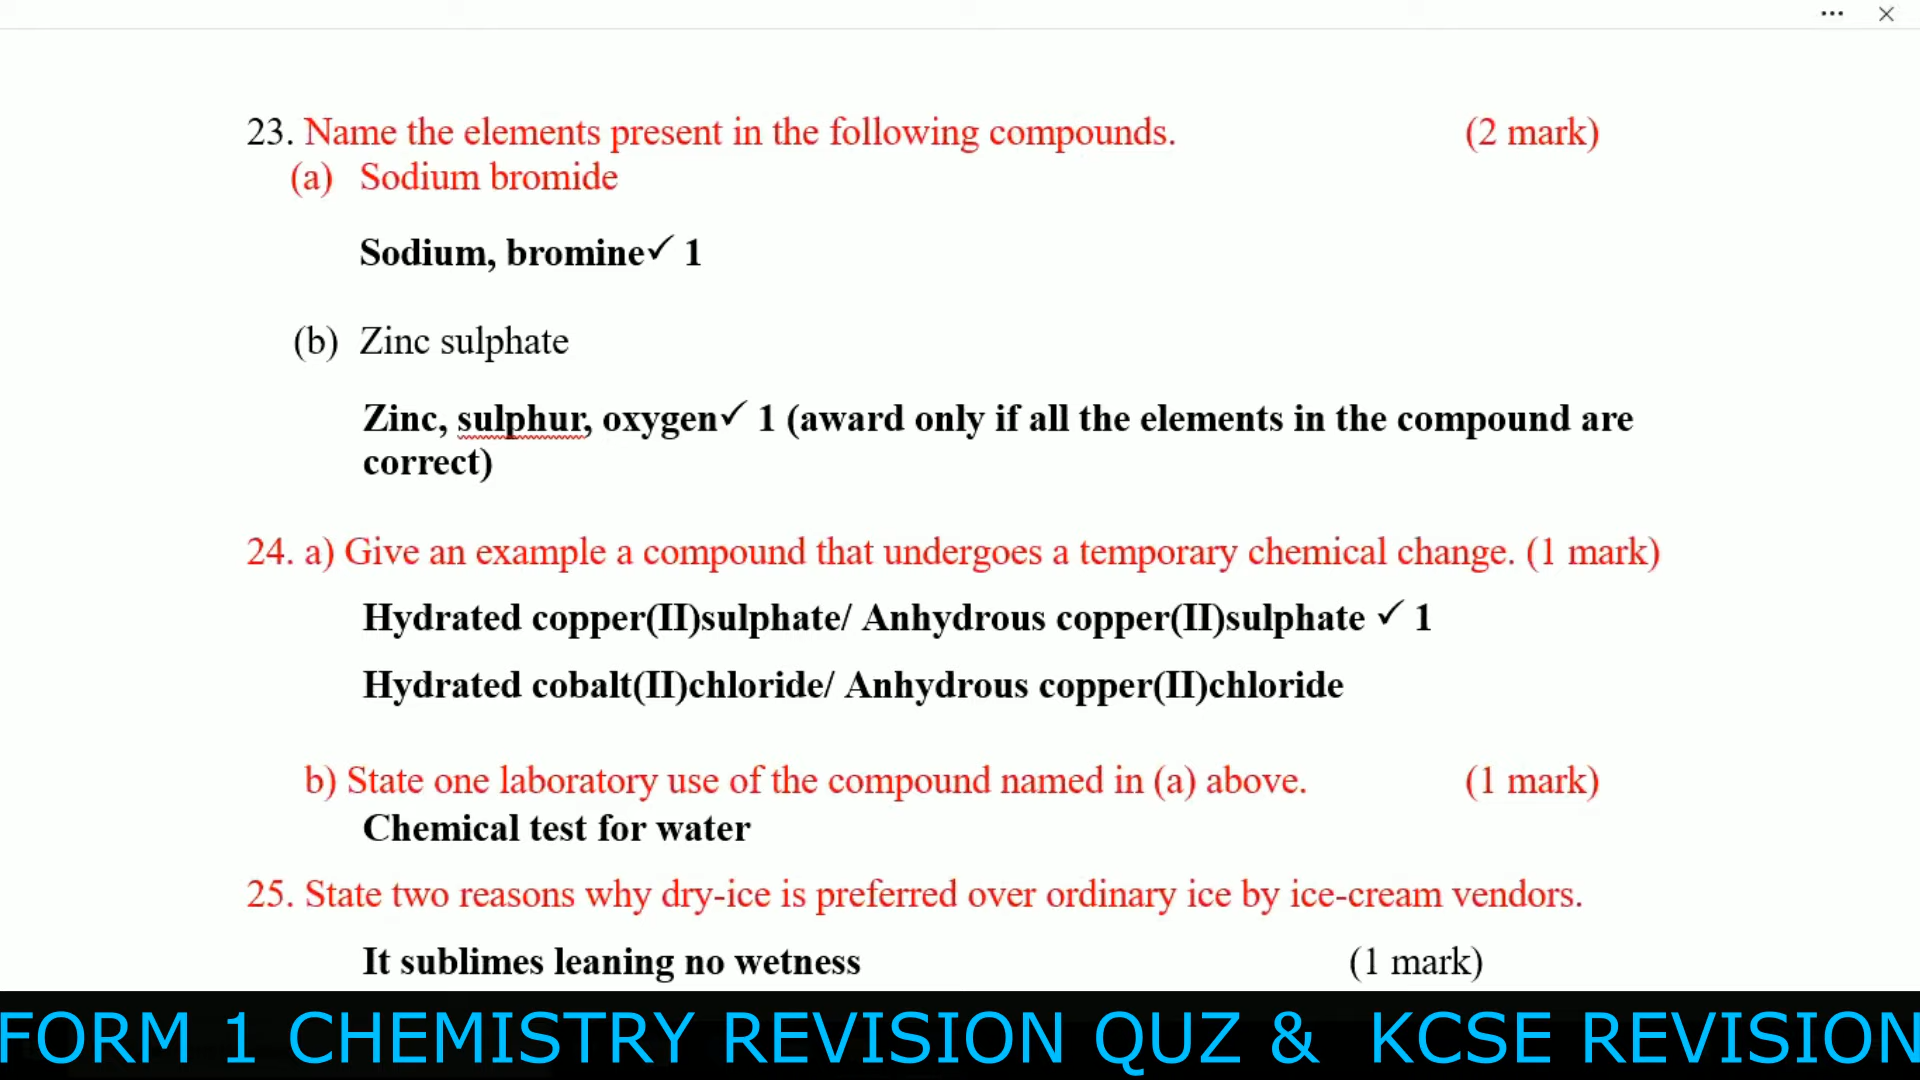 23. Name the elements present in the following compounds. (2 mark)
(a) Sodium bromide
Sodium, bromine✓ 1
(b) Zinc sulphate
Zinc, sulphur, oxygen✓ 1 (award only if all the elements in the compound are
correct)
24. a) Give an example a compound that undergoes a temporary chemical change. (1 mark)
Hydrated copper(II)sulphate/ Anhydrous copper(II)sulphate ✓ 1
Hydrated cobalt(II)chloride/ Anhydrous copper(II)chloride
b) State one laboratory use of the compound named in (a) above. (1 mark)
Chemical test for water
25. State two reasons why dry-ice is preferred over ordinary ice by ice-cream vendors.
It sublimes leaning no wetness (1 mark)
FORM 1 CHEMISTRY REVISION QUZ & KCSE REVISION